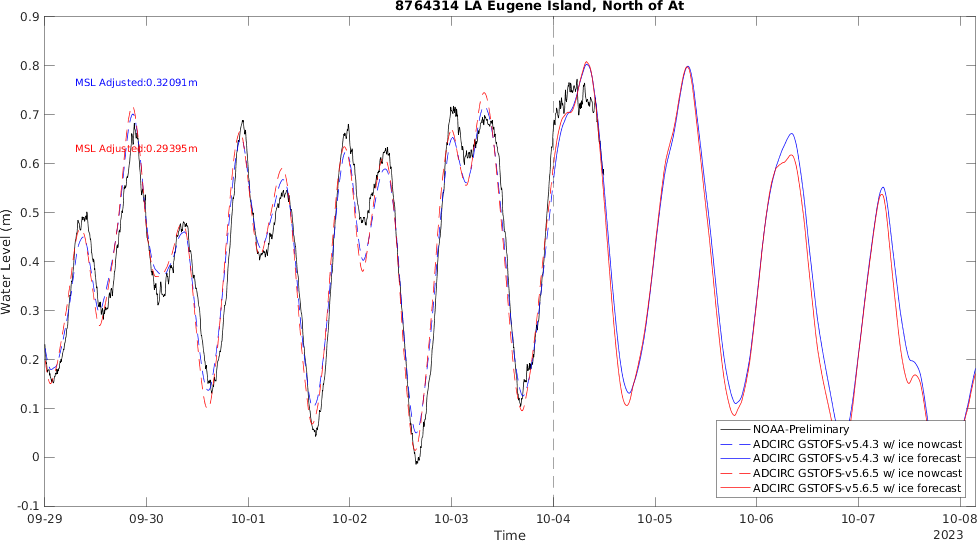 8764314 LA Eugene Island, North of At
0.9
0.8
MSL Adjusted:0.32091m
0.7
MSL Adjusted:0.29395m
0.6
0.5
0.4
0.3
0.2
0.1
0
-0.1
Water Level (m)
NOAA-Preliminary
ADCIRC GSTOFS-v5.4.3 w/ ice nowcast
ADCIRC GSTOFS-v5.4.3 w/ ice forecast
ADCIRC GSTOFS-v5.6.5 w/ ice nowcast
ADCIRC GSTOFS-v5.6.5 w/ ice forecast
09-29 09-30 10-01 10-02 10-03 10-04 10-05 10-06 10-07 10-08
Time
2023